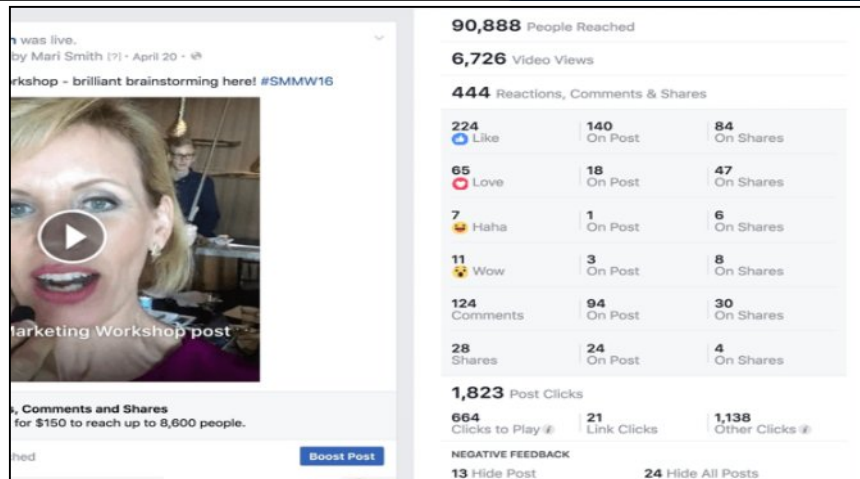 n was live.
by Mari Smith [?] · April 20 ·
rkshop - brilliant brainstorming here! #SMMW16
Marketing Workshop post
s, Comments and Shares
for $150 to reach up to 8,600 people.
hed
Boost Post
90,888 People Reached
6,726 Video Views
444 Reactions, Comments & Shares
224 140 84
Like On Post On Shares
65 18 47
Love On Post On Shares
7 1 6
Haha On Post On Shares
11 3 8
Wow On Post On Shares
124 94 30
Comments On Post On Shares
28 24 4
Shares On Post On Shares
1,823 Post Clicks
664 21 1,138
Clicks to Play Link Clicks Other Clicks
NEGATIVE FEEDBACK
13 Hide Post 24 Hide All Posts